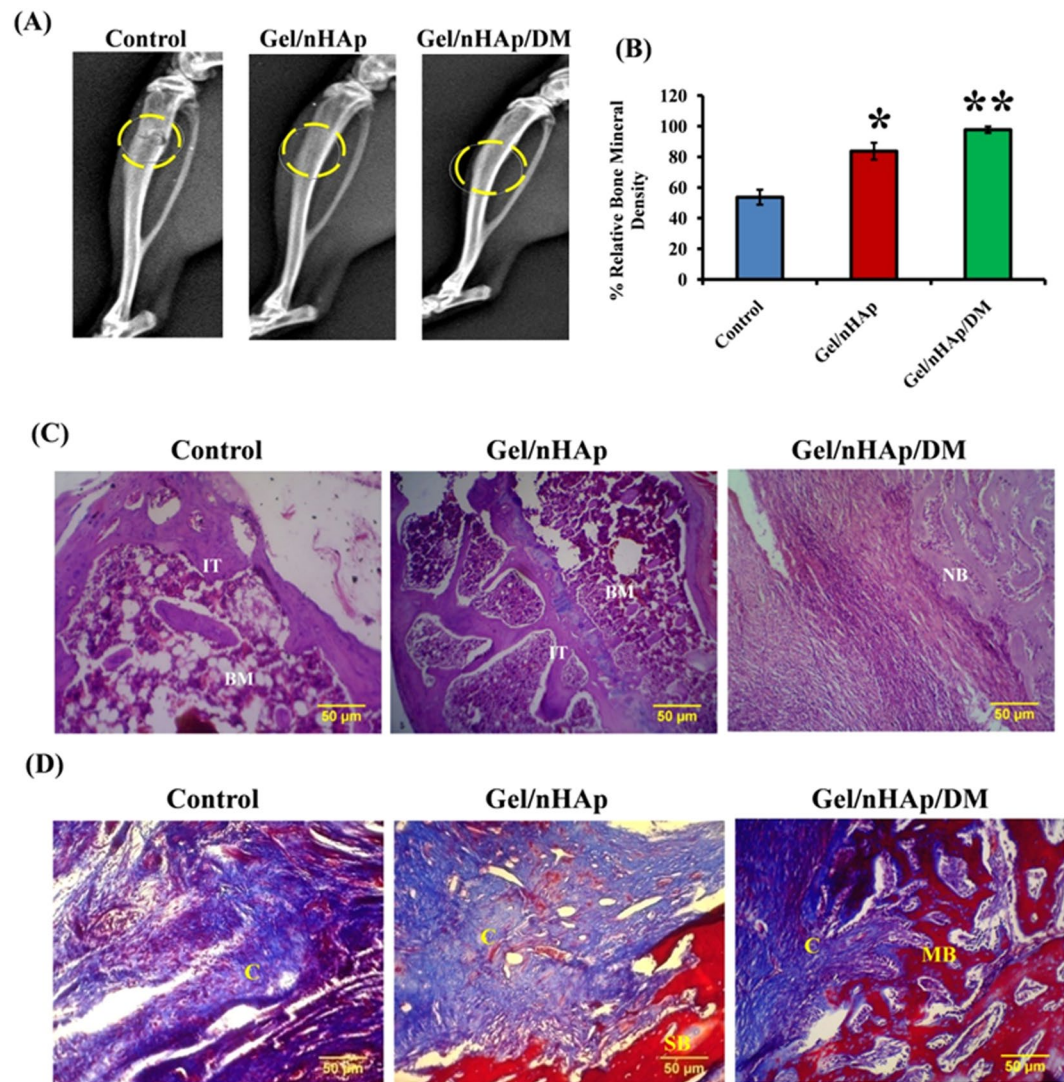 (A)
Control
Gel/nHAp
Gel/nHAp/DM
(B)
% Relative Bone Mineral
Density
120
100
80
60
40
20
0
*
**
Control
Gel/nHAp
Gel/nHAp/DM
(C)
Control
Gel/nHAp
Gel/nHAp/DM
IT
BM
50 µm
BM
IT
50 µm
NB
50 µm
(D)
Control
Gel/nHAp
Gel/nHAp/DM
C
50 µm
C
SB
50 µm
C
MB
50 µm